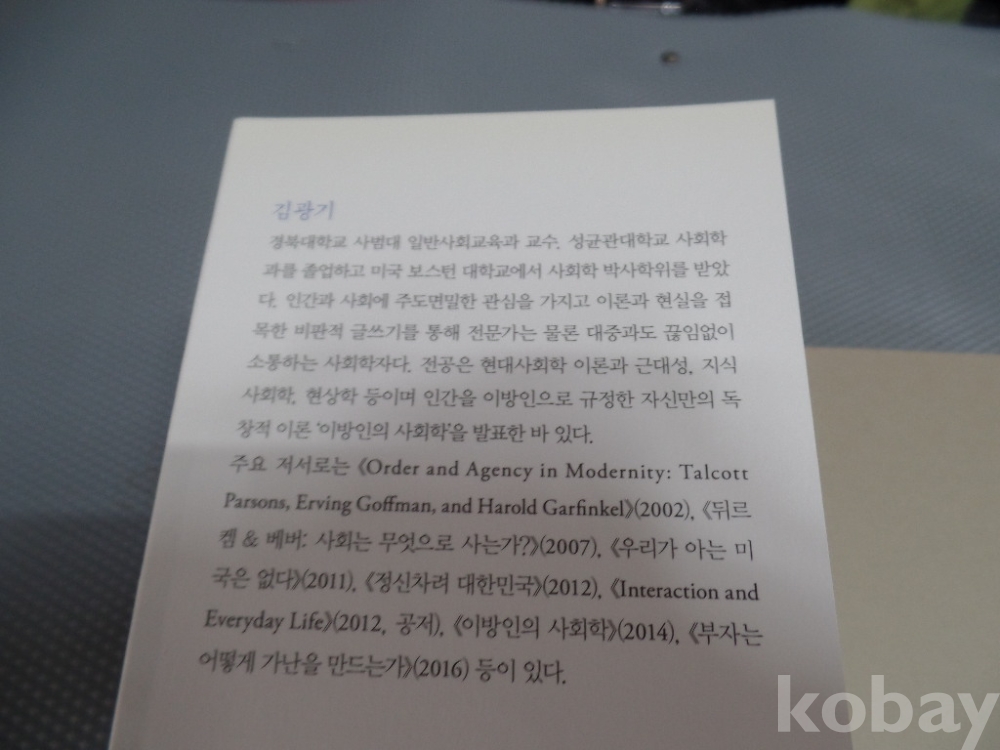 김광기
경북대학교 사범대 일반사회교육과 교수. 성균관대학교 사회학
과를 졸업하고 미국 보스턴 대학교에서 사회학 박사학위를 받았
다. 인간과 사회에 주도면밀한 관심을 가지고 이론과 현실을 접
목한 비판적 글쓰기를 통해 전문가는 물론 대중과도 끊임없이
소통하는 사회학자다. 전공은 현대사회학 이론과 근대성, 지식
사회학, 현상학 등이며 인간을 이방인으로 규정한 자신만의 독
창적 이론 '이방인의 사회학'을 발표한 바 있다.
주요 저서로는 《Order and Agency in Modernity: Talcott
Parsons, Erving Goffman, and Harold Garfinkel》(2002), 《뒤르
켐 & 베버: 사회는 무엇으로 사는가?》(2007), 《우리가 아는 미
국은 없다》(2011), 《정신차려 대한민국》(2012), 《Interaction and
Everyday Life》(2012, 공저), 《이방인의 사회학》(2014), 《부자는
어떻게 가난을 만드는가》(2016) 등이 있다.
kobay